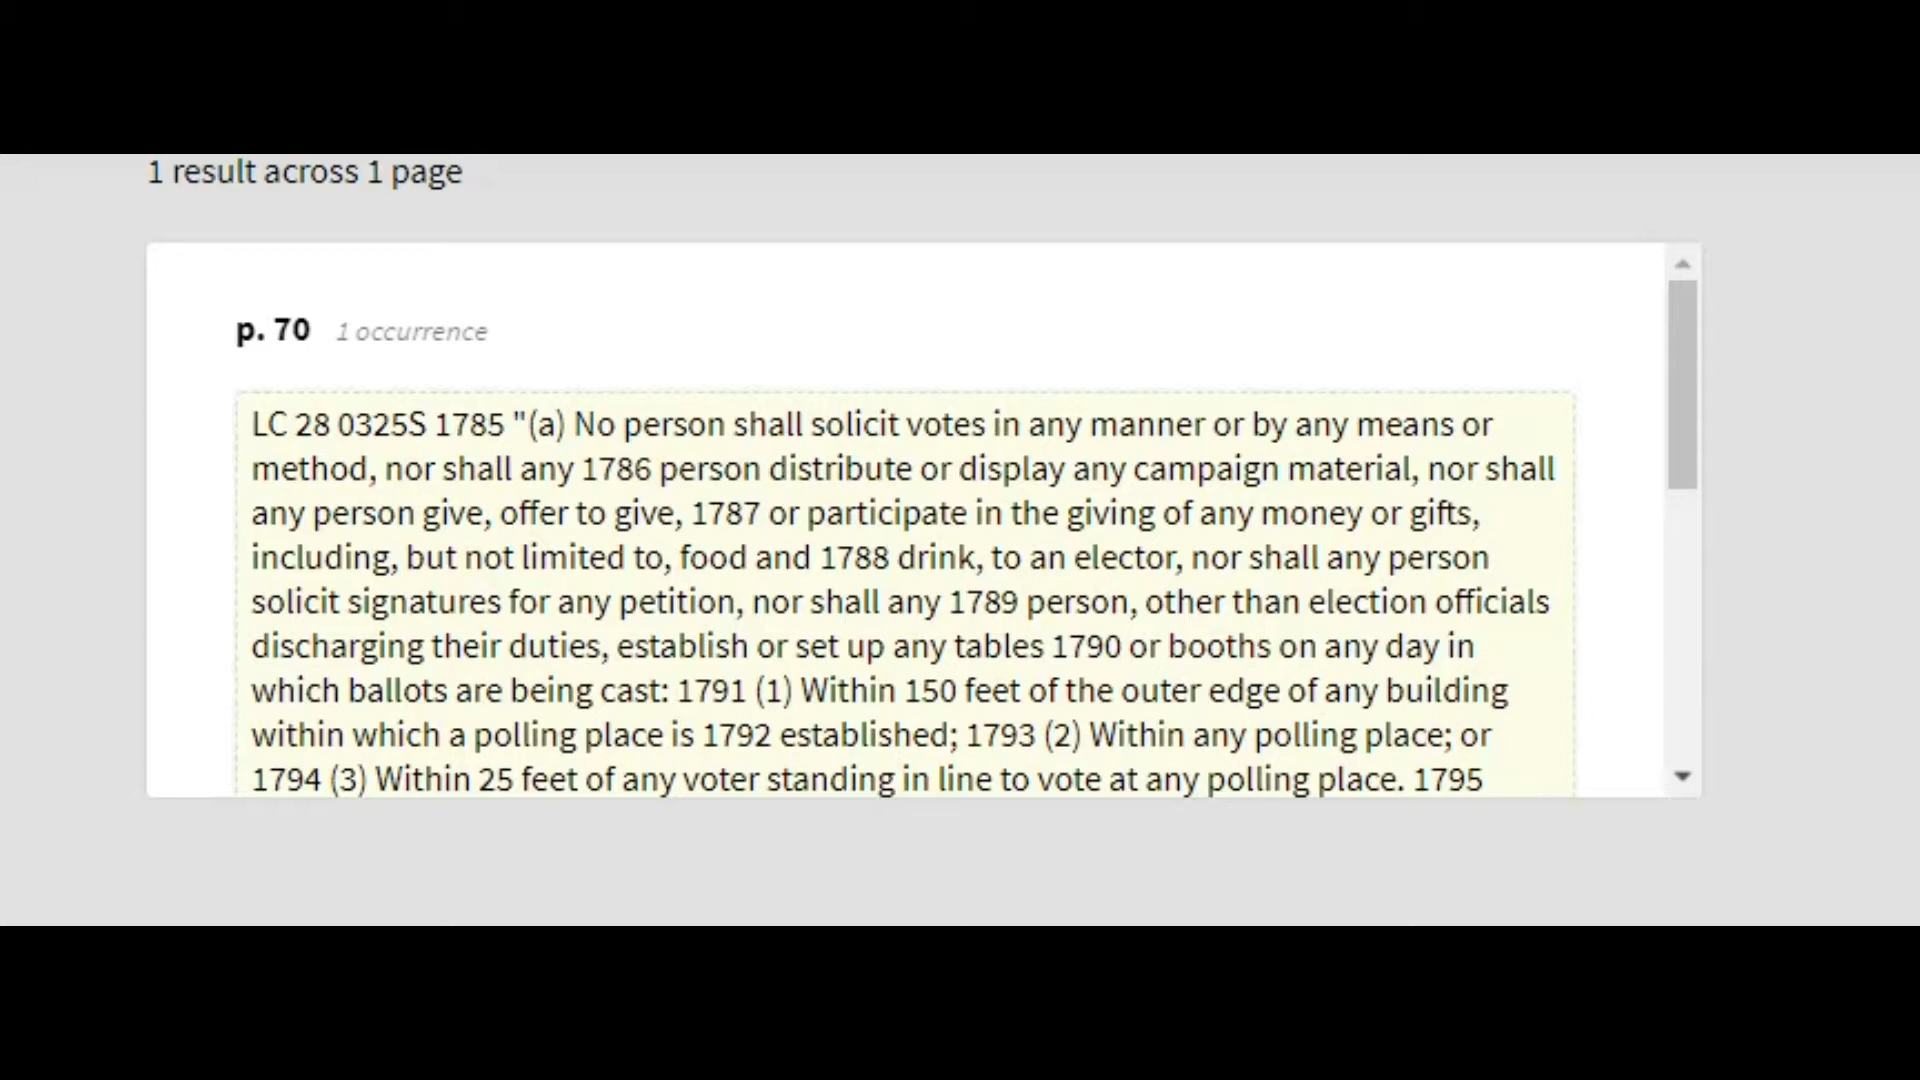 1 result across 1 page
p. 70 1 occurrence
LC 28 0325S 1785 "(a) No person shall solicit votes in any manner or by any means or
method, nor shall any 1786 person distribute or display any campaign material, nor shall
any person give, offer to give, 1787 or participate in the giving of any money or gifts,
including, but not limited to, food and 1788 drink, to an elector, nor shall any person
solicit signatures for any petition, nor shall any 1789 person, other than election officials
discharging their duties, establish or set up any tables 1790 or booths on any day in
which ballots are being cast: 1791 (1) Within 150 feet of the outer edge of any building
within which a polling place is 1792 established; 1793 (2) Within any polling place; or
1794 (3) Within 25 feet of any voter standing in line to vote at any polling place. 1795